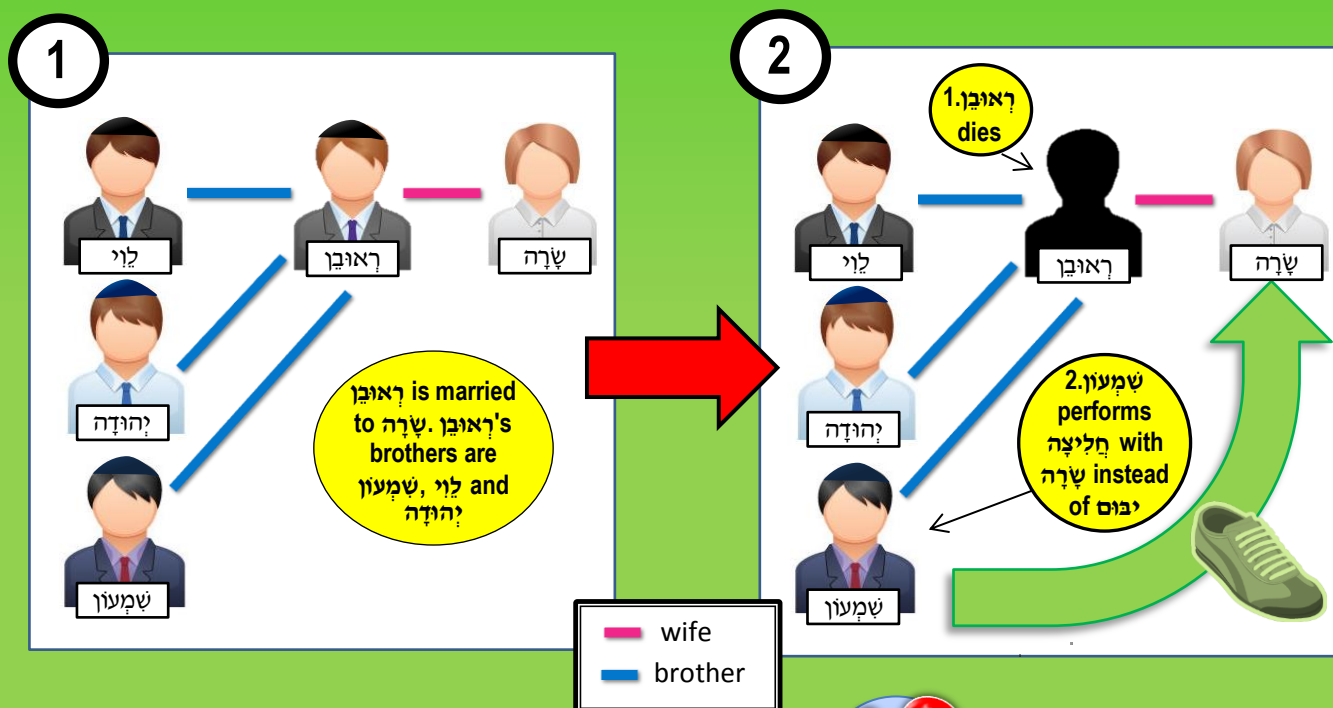 1
לֵוִי
רְאוּבֵן
שָׂרָה
יְהוּדָה
שִׁמְעוֹן
רְאוּבֵן is married
to שָׂרָה. רְאוּבֵן's
brothers are
שִׁמְעוֹן, לֵוִי and
יְהוּדָה
2
1.רְאוּבֵן
dies
לֵוִי
רְאוּבֵן
שָׂרָה
יְהוּדָה
שִׁמְעוֹן
2.שִׁמְעוֹן
performs
חֲלִיצָה with
שָׂרָה instead
of יבּוּם
wife
brother